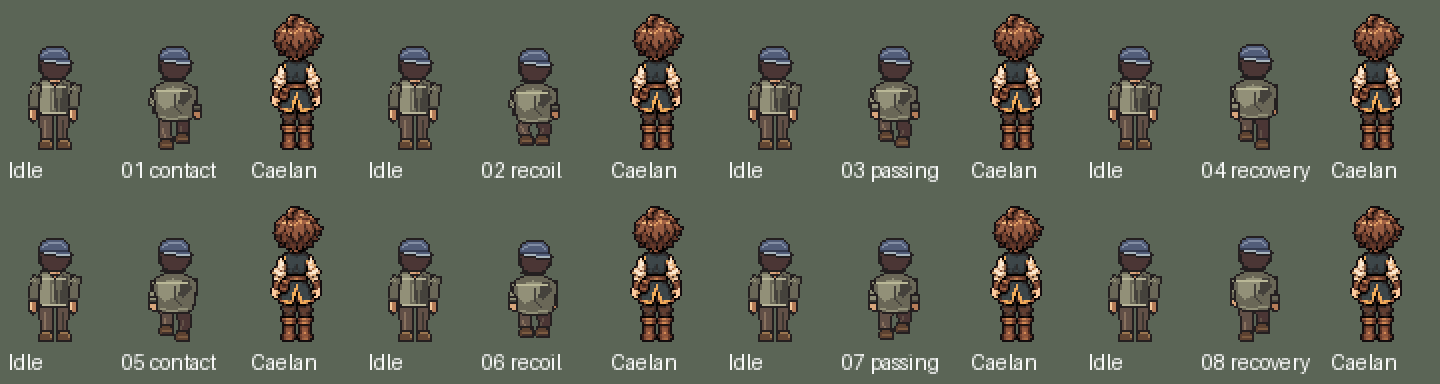 Idle 01 contact Caelan Idle 02 recoil Caelan Idle 03 passing Caelan Idle 04 recovery Caelan
Idle 05 contact Caelan Idle 06 recoil Caelan Idle 07 passing Caelan Idle 08 recovery Caelan